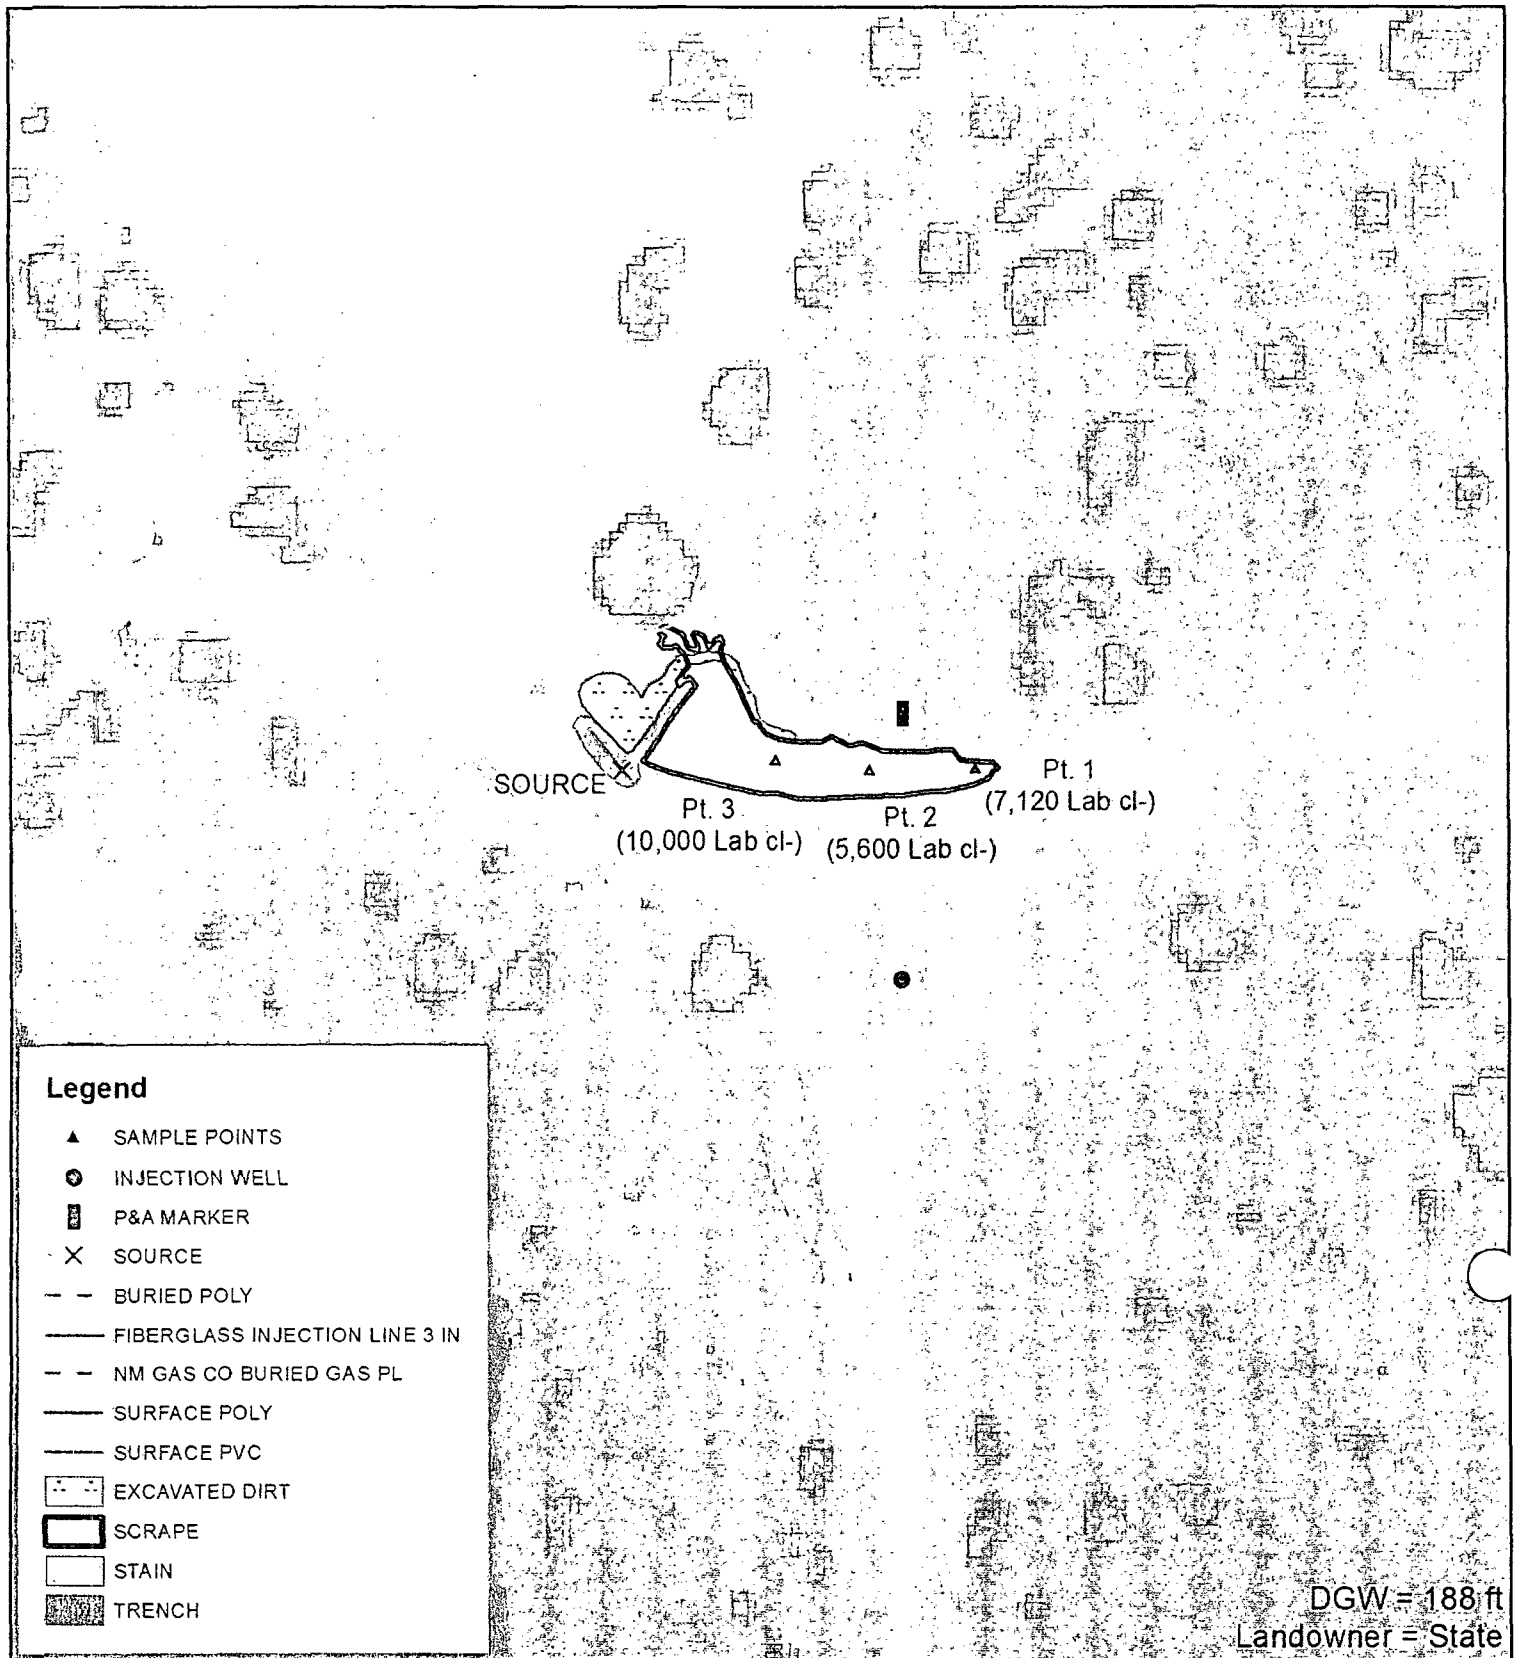 SOURCE
Pt. 1
(7,120 Lab cl-)
Pt. 3
(10,000 Lab cl-)
Pt. 2
(5,600 Lab cl-)
Legend
SAMPLE POINTS
INJECTION WELL
P&A MARKER
SOURCE
BURIED POLY
FIBERGLASS INJECTION LINE 3 IN
NM GAS CO BURIED GAS PL
SURFACE POLY
SURFACE PVC
EXCAVATED DIRT
SCRAPE
STAIN
TRENCH
DGW = 188 ft
Landowner = State